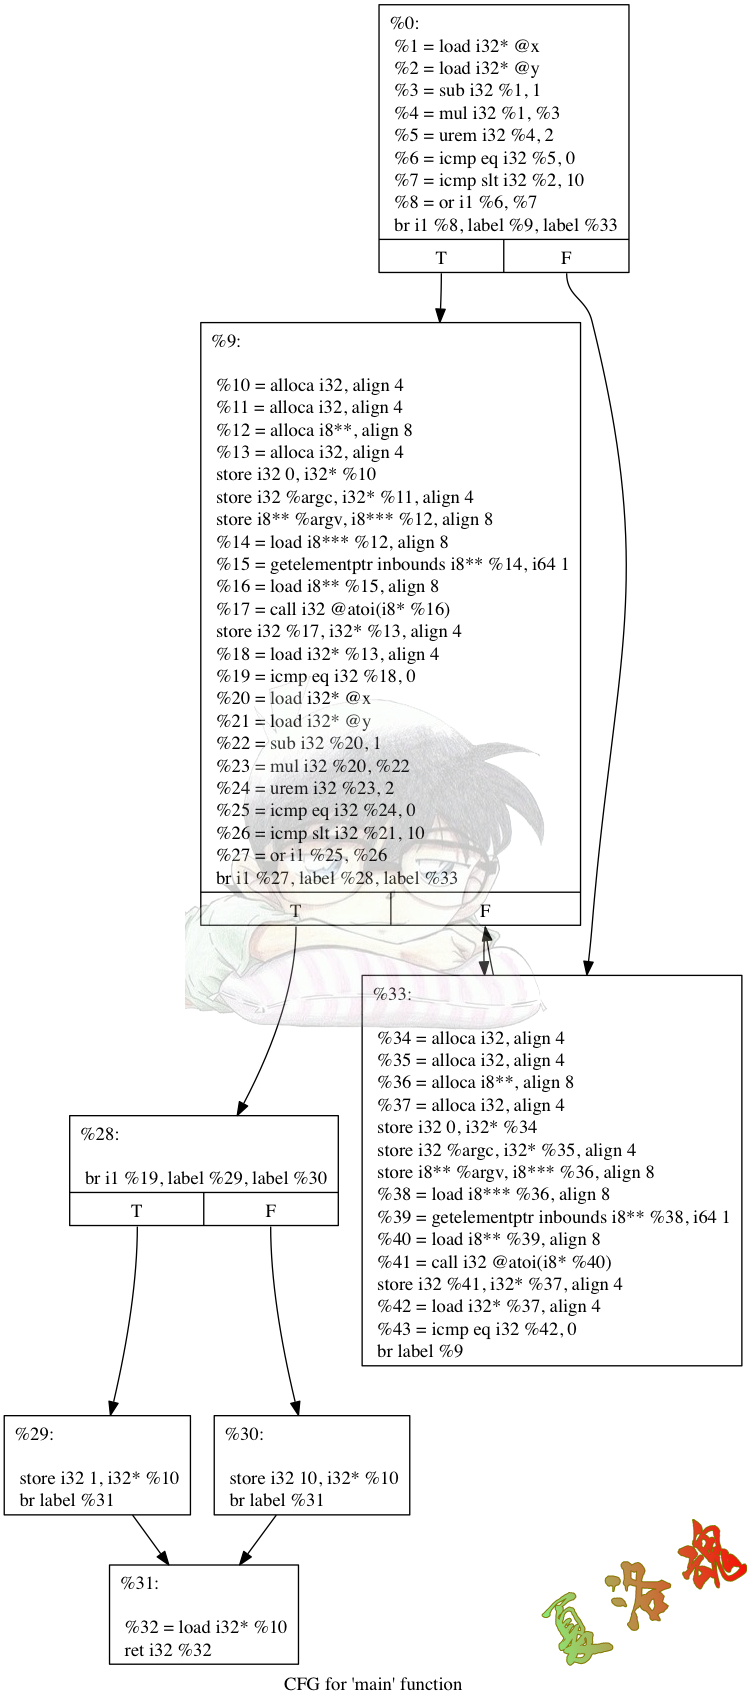 %0:
%1 = load i32* @x
%2 = load i32* @y
%3 = sub i32 %1, 1
%4 = mul i32 %1, %3
%5 = urem i32 %4, 2
%6 = icmp eq i32 %5, 0
%7 = icmp slt i32 %2, 10
%8 = or i1 %6, %7
br i1 %8, label %9, label %33
T F
%9:
%10 = alloca i32, align 4
%11 = alloca i32, align 4
%12 = alloca i8**, align 8
%13 = alloca i32, align 4
store i32 0, i32* %10
store i32 %argc, i32* %11, align 4
store i8** %argv, i8*** %12, align 8
%14 = load i8*** %12, align 8
%15 = getelementptr inbounds i8** %14, i64 1
%16 = load i8** %15, align 8
%17 = call i32 @atoi(i8* %16)
store i32 %17, i32* %13, align 4
%18 = load i32* %13, align 4
%19 = icmp eq i32 %18, 0
%20 = load i32* @x
%21 = load i32* @y
%22 = sub i32 %20, 1
%23 = mul i32 %20, %22
%24 = urem i32 %23, 2
%25 = icmp eq i32 %24, 0
%26 = icmp slt i32 %21, 10
%27 = or i1 %25, %26
br i1 %27, label %28, label %33
T F
%33:
%34 = alloca i32, align 4
%35 = alloca i32, align 4
%36 = alloca i8**, align 8
%37 = alloca i32, align 4
store i32 0, i32* %34
store i32 %argc, i32* %35, align 4
store i8** %argv, i8*** %36, align 8
%38 = load i8*** %36, align 8
%39 = getelementptr inbounds i8** %38, i64 1
%40 = load i8** %39, align 8
%41 = call i32 @atoi(i8* %40)
store i32 %41, i32* %37, align 4
%42 = load i32* %37, align 4
%43 = icmp eq i32 %42, 0
br label %9
%28:
br i1 %19, label %29, label %30
T F
%29:
store i32 1, i32* %10
br label %31
%30:
store i32 10, i32* %10
br label %31
%31:
%32 = load i32* %10
ret i32 %32
夏洛魂
CFG for 'main' function